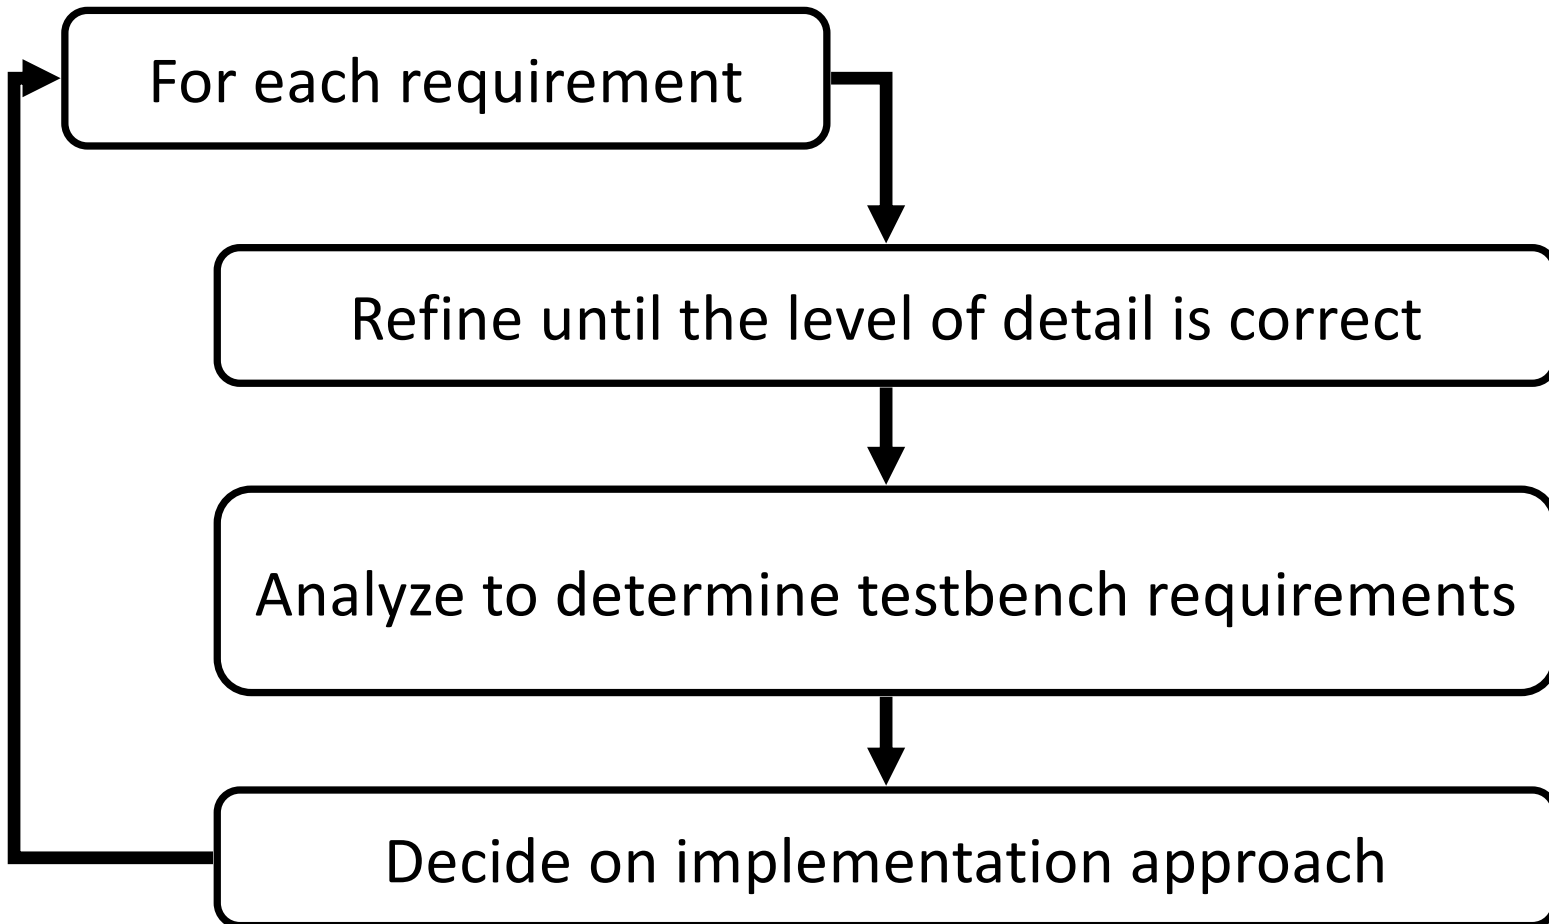 For each requirement
Refine until the level of detail is correct
Analyze to determine testbench requirements
Decide on implementation approach